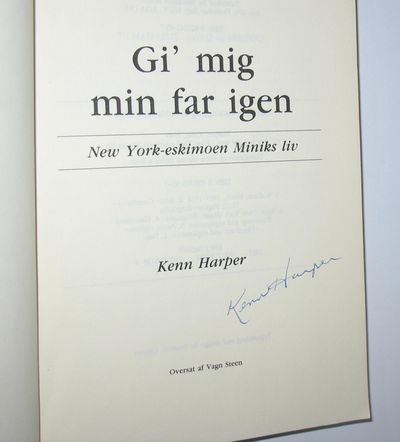 Gi' mig
min far igen
New York-eskimoen Miniks liv
Kenn Harper
Kenn Harper
Oversat af Vagn Steen